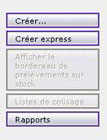 Créer...
Créer express
Afficher le
bordereau de
prélèvements sur
stock
Listes de colisage
Rapports